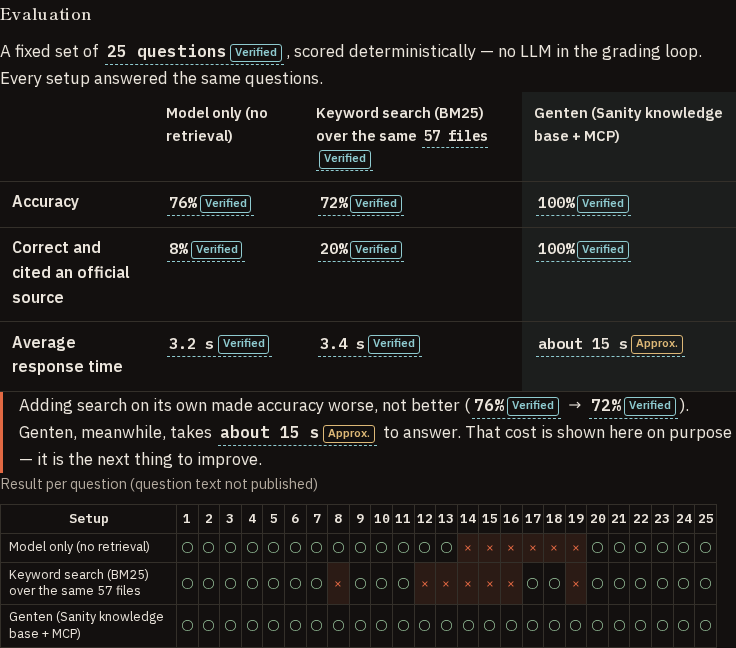 Evaluation
A fixed set of 25 questions Verified , scored deterministically — no LLM in the grading loop.
Every setup answered the same questions.
Model only (no retrieval)
Keyword search (BM25) over the same 57 files Verified
Genten (Sanity knowledge base + MCP)
Accuracy 76% Verified 72% Verified 100% Verified
Correct and cited an official source 8% Verified 20% Verified 100% Verified
Average response time 3.2 s Verified 3.4 s Verified about 15 s Approx.
Adding search on its own made accuracy worse, not better ( 76% Verified → 72% Verified ).
Genten, meanwhile, takes about 15 s Approx. to answer. That cost is shown here on purpose
— it is the next thing to improve.
Result per question (question text not published)
Setup 1 2 3 4 5 6 7 8 9 10 11 12 13 14 15 16 17 18 19 20 21 22 23 24 25
Model only (no retrieval) ○ ○ ○ ○ ○ ○ ○ ○ ○ ○ ○ ○ ○ × × × × × × ○ ○ ○ ○ ○ ○
Keyword search (BM25) over the same 57 files ○ ○ ○ ○ ○ ○ ○ × ○ ○ ○ × × × × × ○ ○ × ○ ○ ○ ○ ○ ○
Genten (Sanity knowledge base + MCP) ○ ○ ○ ○ ○ ○ ○ ○ ○ ○ ○ ○ ○ ○ ○ ○ ○ ○ ○ ○ ○ ○ ○ ○ ○